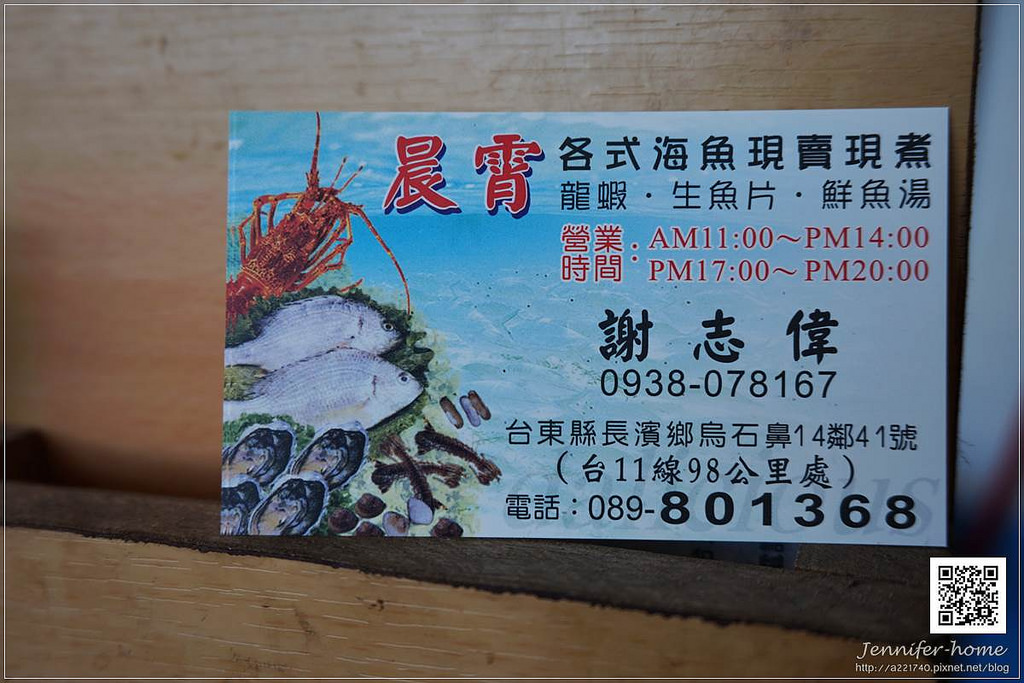 晨霄
各式海魚現賣現煮
龍蝦・生魚片・鮮魚湯
營業時間：AM11:00～PM14:00
PM17:00～PM20:00
謝志偉
0938-078167
台東縣長濱鄉烏石鼻14鄰41號
(台11線98公里處)
電話：089-801368
Jennifer-home
http://a221740.pixnet.net/blog